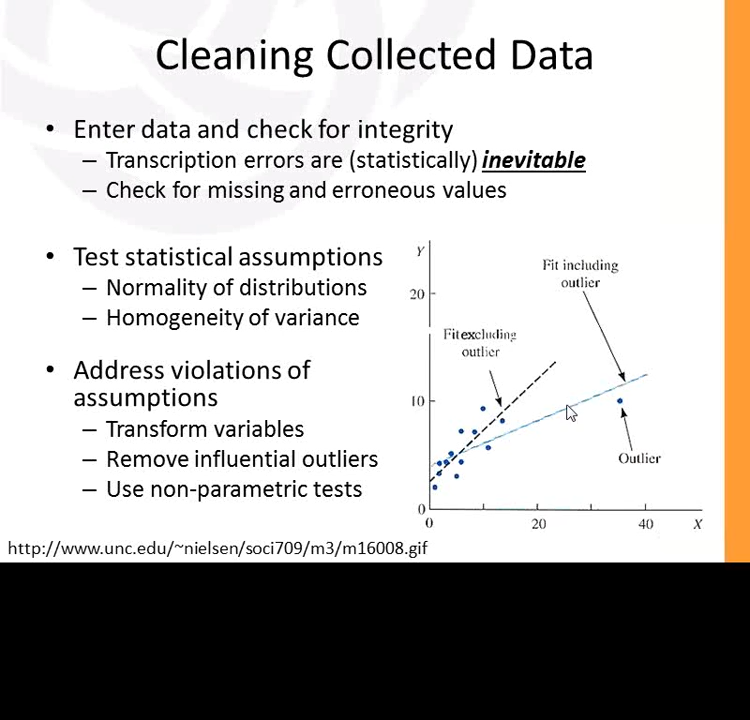 Cleaning Collected Data
• Enter data and check for integrity
– Transcription errors are (statistically) inevitable
– Check for missing and erroneous values
• Test statistical assumptions
– Normality of distributions
– Homogeneity of variance
• Address violations of
assumptions
– Transform variables
– Remove influential outliers
– Use non-parametric tests
Y
20
10
0
Fit including
outlier
Fit excluding
outlier
Outlier
0
20
40
X
http://www.unc.edu/~nielsen/soci709/m3/m16008.gif